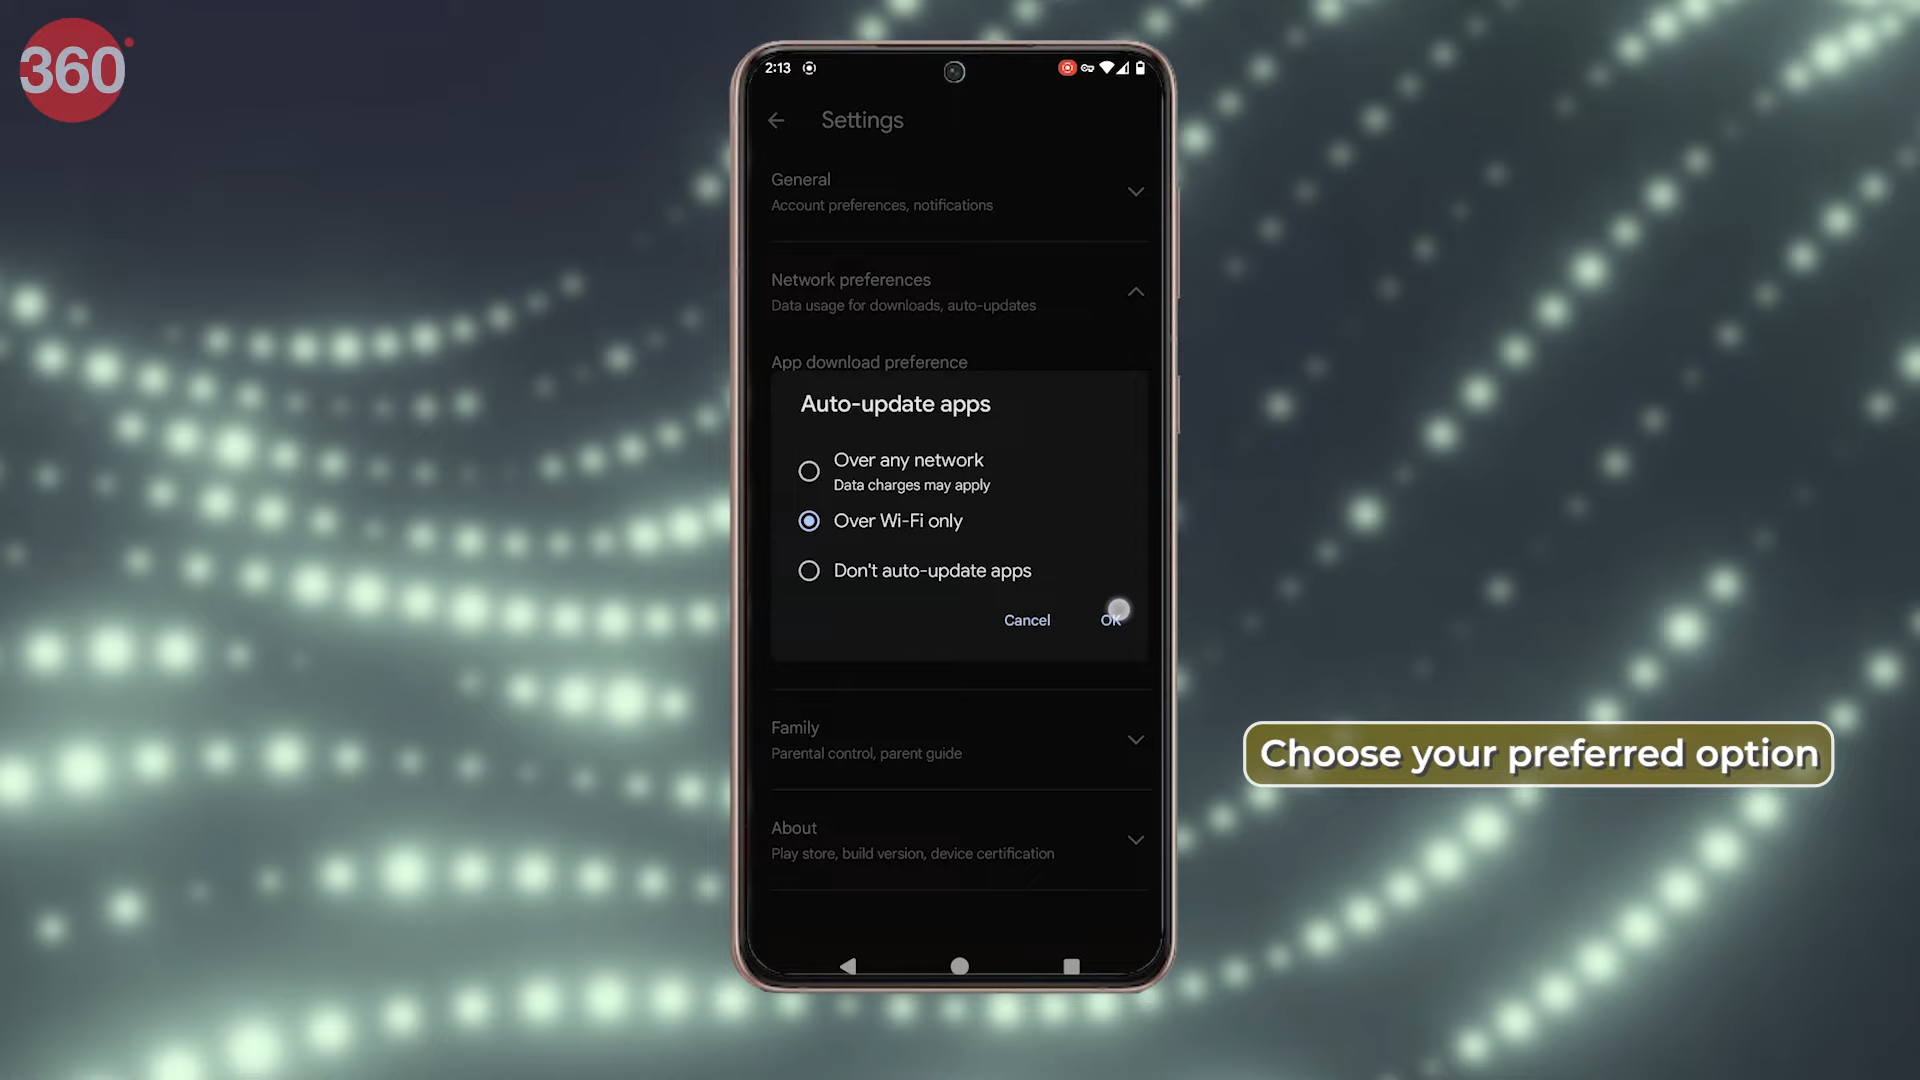 360
2:13
Settings
General
Account preferences, notifications
Network preferences
Data usage for downloads, auto-updates
App download preference
Auto-update apps
Over any network
Data charges may apply
Over Wi-Fi only
Don't auto-update apps
Cancel
OK
Family
Parental control, parent guide
Choose your preferred option
About
Play store, build version, device certification